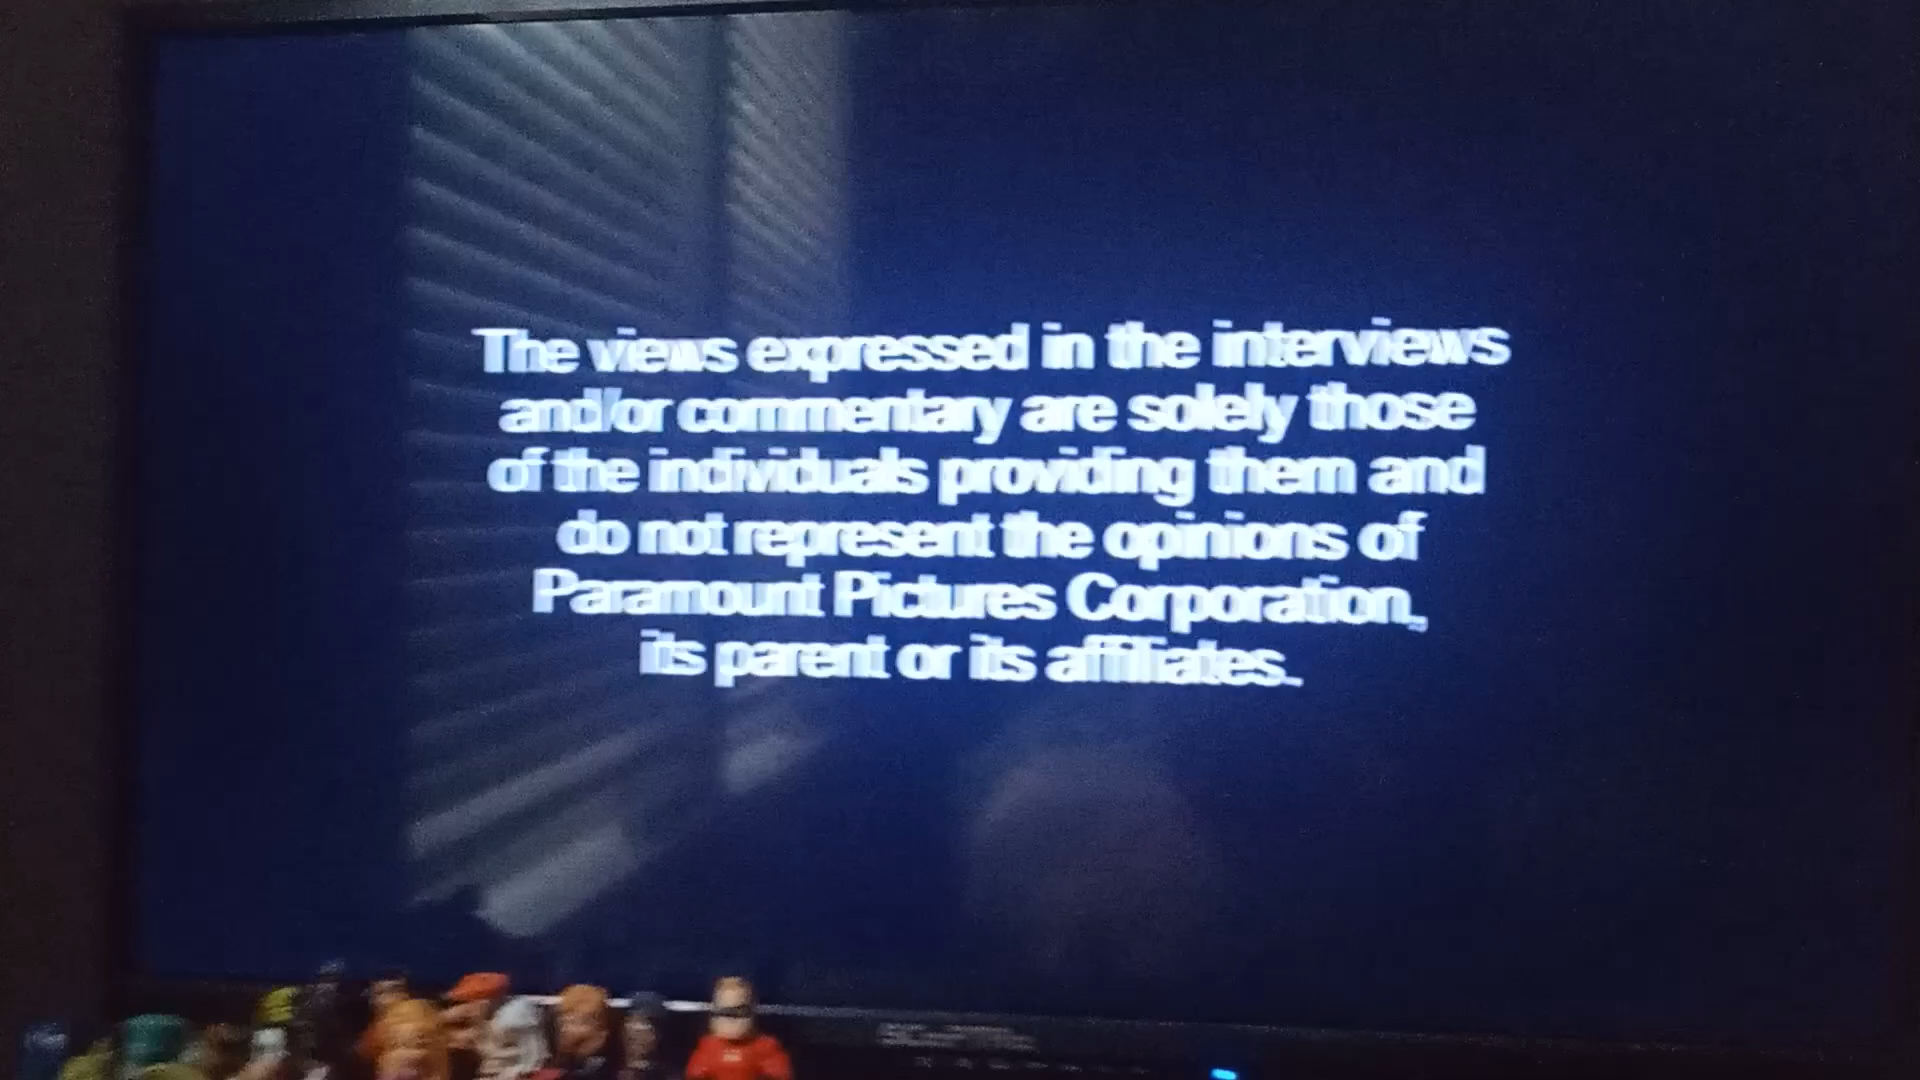 The views expressed in the interviews
and/or commentary are solely those
of the individuals providing them and
do not represent the opinions of
Paramount Pictures Corporation,
its parent or its affiliates.